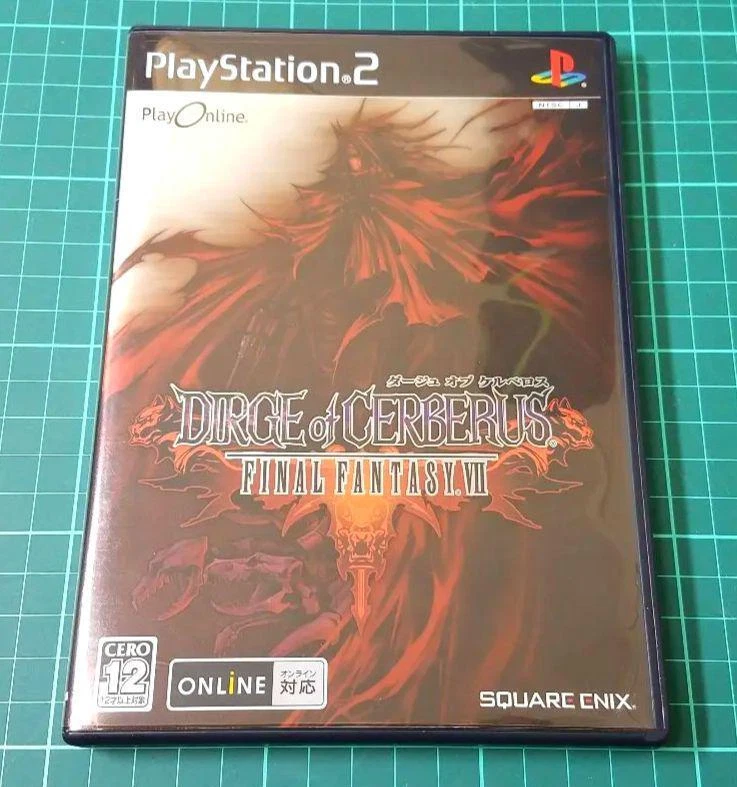 PlayStation®2
NTSC J
PlayOnline®
ダージュ オブ ケルベロス
DIRGE of CERBERUS®
FINAL FANTASY® VII
CERO
12
12才以上対象
ONLiNE オンライン対応
SQUARE ENIX®